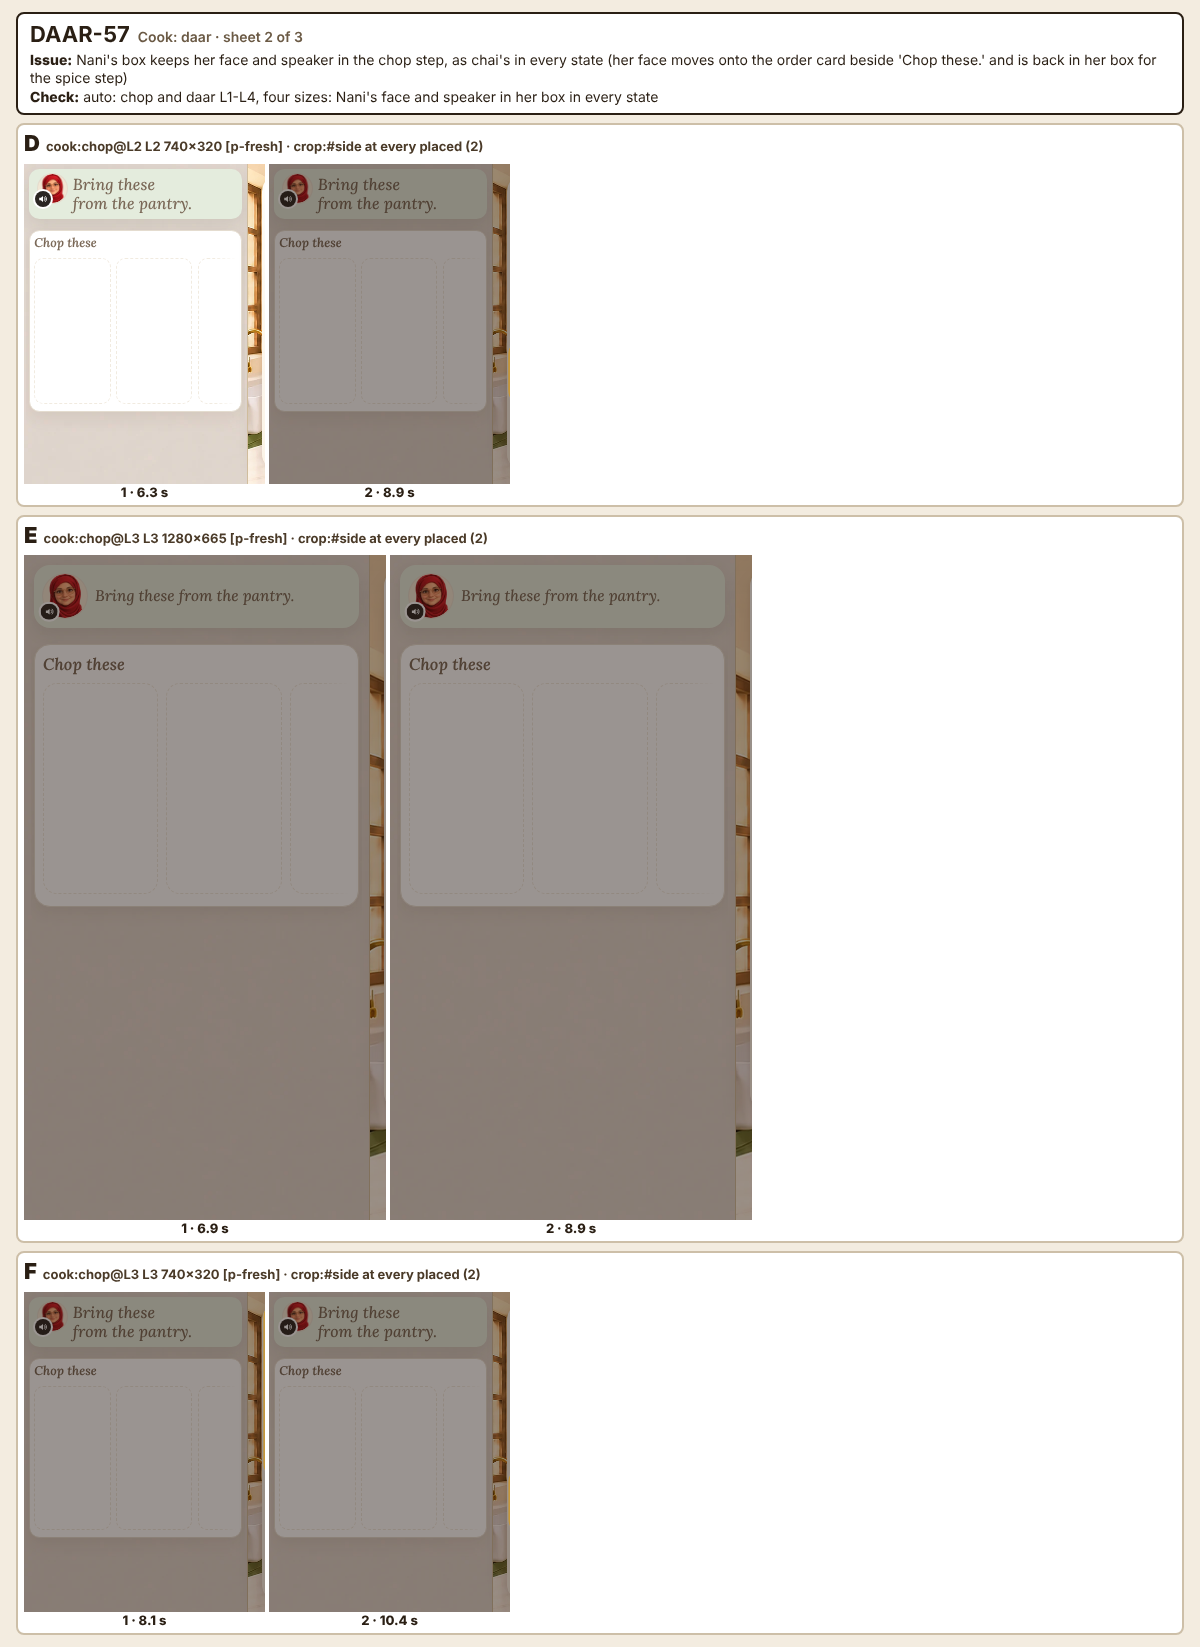 DAAR-57 Cook: daar · sheet 2 of 3
Issue: Nani's box keeps her face and speaker in the chop step, as chai's in every state (her face moves onto the order card beside 'Chop these.' and is back in her box for
the spice step)
Check: auto: chop and daar L1-L4, four sizes: Nani's face and speaker in her box in every state
D cook:chop@L2 L2 740×320 [p-fresh] · crop:#side at every placed (2)
Bring these
from the pantry.
Chop these
1 · 6.3 s
Bring these
from the pantry.
Chop these
2 · 8.9 s
E cook:chop@L3 L3 1280×665 [p-fresh] · crop:#side at every placed (2)
Bring these from the pantry.
Chop these
1 · 6.9 s
Bring these from the pantry.
Chop these
2 · 8.9 s
F cook:chop@L3 L3 740×320 [p-fresh] · crop:#side at every placed (2)
Bring these
from the pantry.
Chop these
1 · 8.1 s
Bring these
from the pantry.
Chop these
2 · 10.4 s